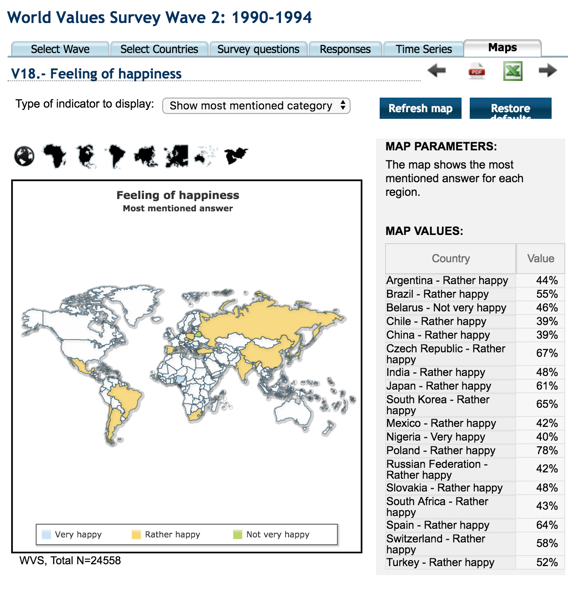 World Values Survey Wave 2: 1990-1994
Select Wave
Select Countries
Survey questions
Responses
Time Series
Maps
V18.- Feeling of happiness
PDF
Type of indicator to display:
Show most mentioned category
Refresh map
Restore
defaults
Feeling of happiness
Most mentioned answer
Very happy
Rather happy
Not very happy
WVS, Total N=24558
MAP PARAMETERS:
The map shows the most
mentioned answer for each
region.
MAP VALUES:
Country Value
Argentina - Rather happy 44%
Brazil - Rather happy 55%
Belarus - Not very happy 46%
Chile - Rather happy 39%
China - Rather happy 39%
Czech Republic - Rather
happy 67%
India - Rather happy 48%
Japan - Rather happy 61%
South Korea - Rather
happy 65%
Mexico - Rather happy 42%
Nigeria - Very happy 40%
Poland - Rather happy 78%
Russian Federation -
Rather happy 42%
Slovakia - Rather happy 48%
South Africa - Rather
happy 43%
Spain - Rather happy 64%
Switzerland - Rather
happy 58%
Turkey - Rather happy 52%